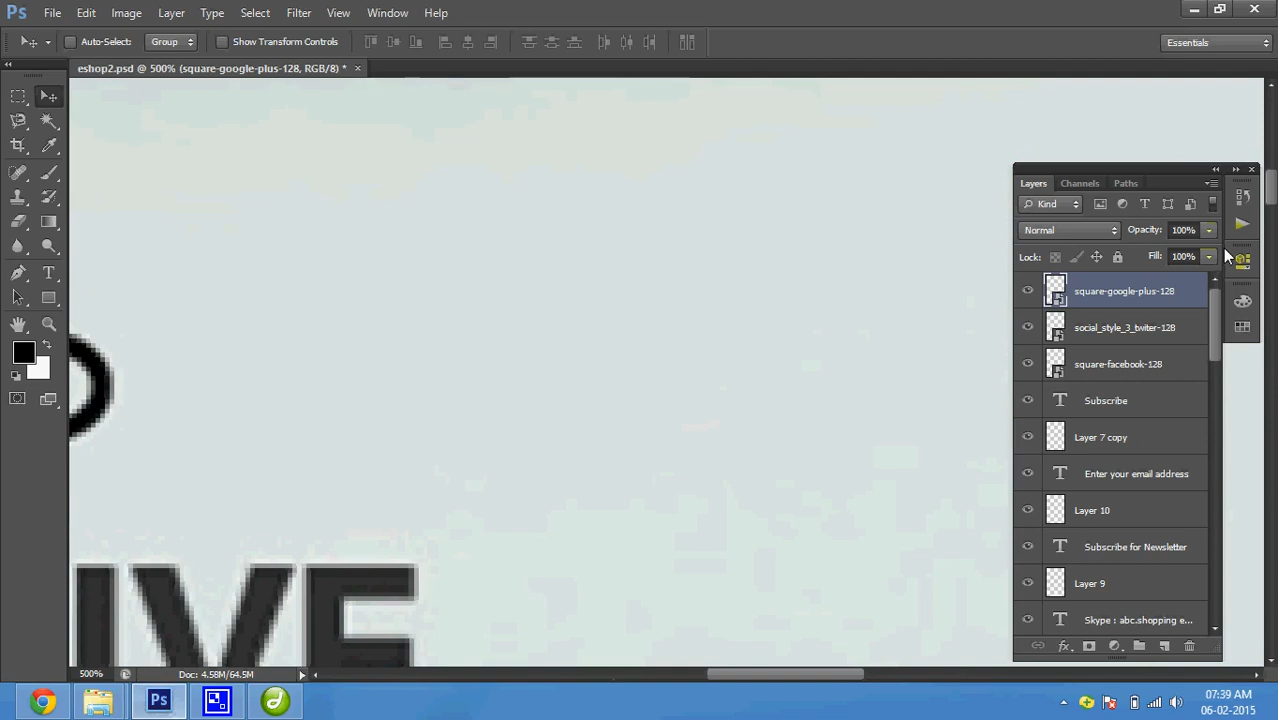 Ps File Edit Image Layer Type Select Filter View Window Help
Auto-Select: Group Show Transform Controls Essentials
eshop2.psd @ 500% (square-google-plus-128, RGB/8) *
Layers Channels Paths
Kind
Normal Opacity: 100%
Lock: Fill: 100%
square-google-plus-128
social_style_3_twiter-128
square-facebook-128
Subscribe
Layer 7 copy
Enter your email address
Layer 10
Subscribe for Newsletter
Layer 9
Skype : abc.shopping e...
IVE
fx
500% Doc: 4.58M/64.5M
Ps
07:39 AM
06-02-2015